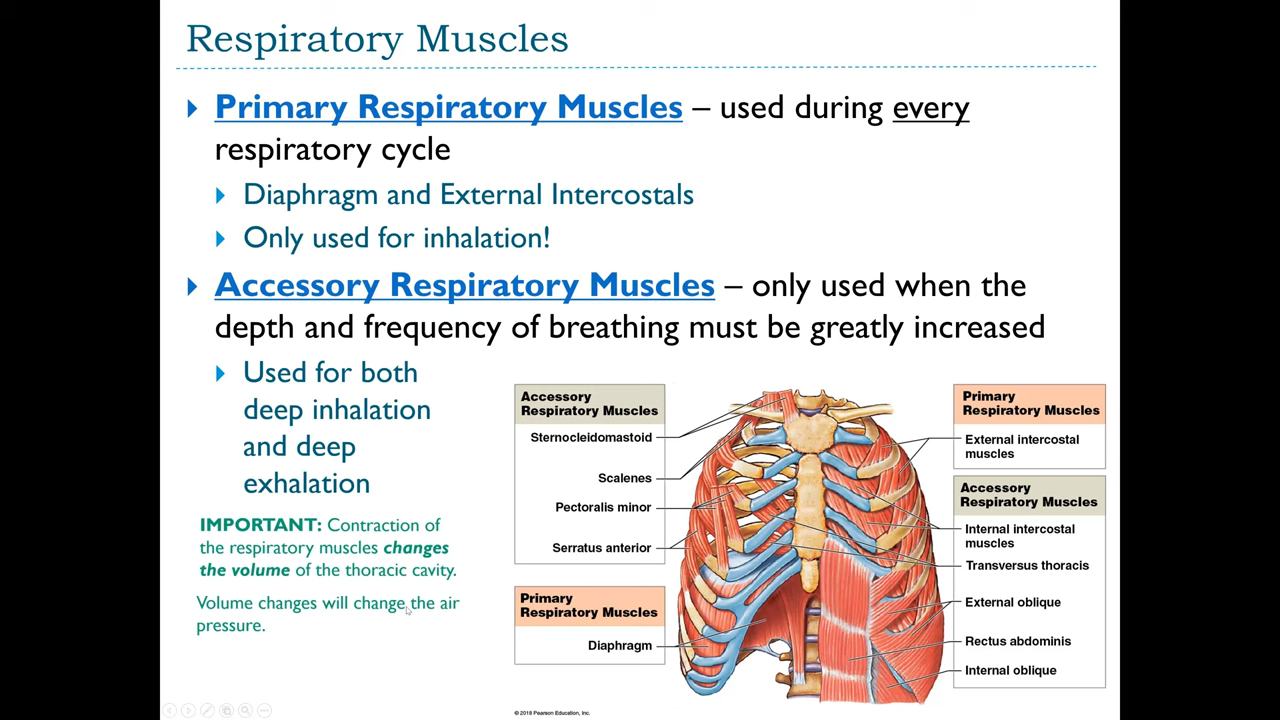 Respiratory Muscles
Primary Respiratory Muscles – used during every
respiratory cycle
Diaphragm and External Intercostals
Only used for inhalation!
Accessory Respiratory Muscles – only used when the
depth and frequency of breathing must be greatly increased
Used for both
deep inhalation
and deep
exhalation
IMPORTANT: Contraction of
the respiratory muscles changes
the volume of the thoracic cavity.
Volume changes will change the air
pressure.
Accessory
Respiratory Muscles
Sternocleidomastoid
Scalenes
Pectoralis minor
Serratus anterior
Primary
Respiratory Muscles
Diaphragm
Primary
Respiratory Muscles
External intercostal
muscles
Accessory
Respiratory Muscles
Internal intercostal
muscles
Transversus thoracis
External oblique
Rectus abdominis
Internal oblique
© 2018 Pearson Education, Inc.